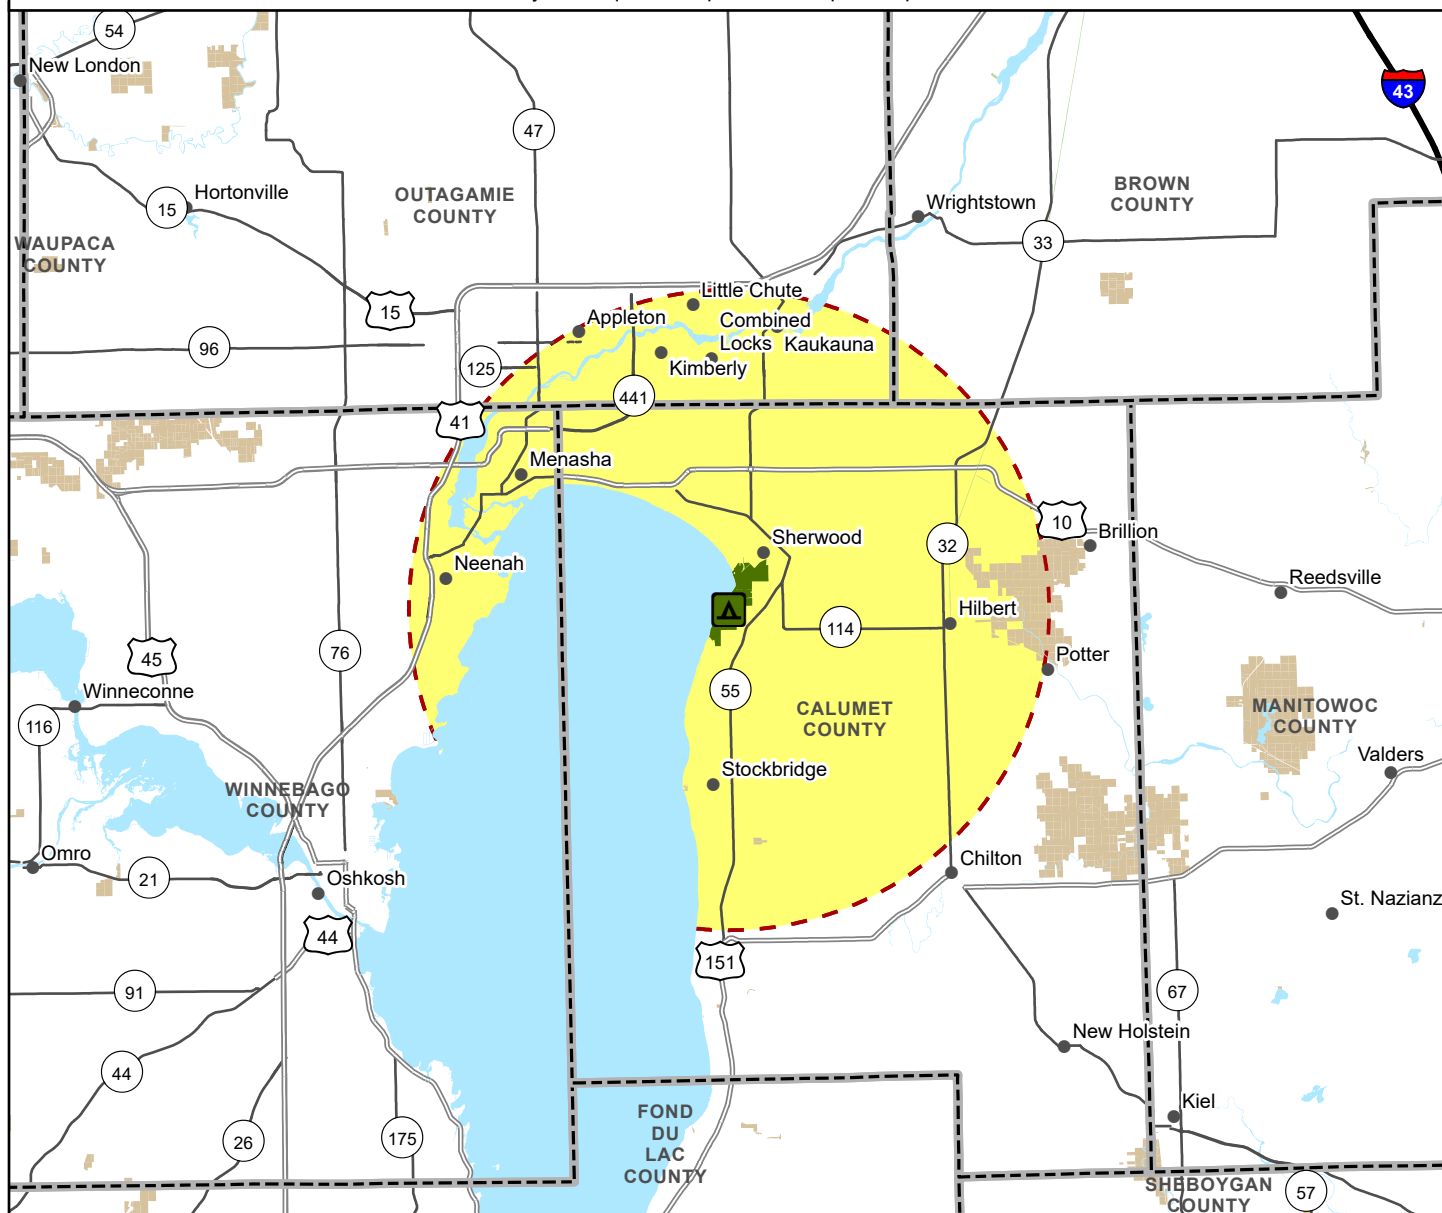 54
New London
43
47
OUTAGAMIE
COUNTY
BROWN
COUNTY
Hortonville
15
Wrightstown
33
WAUPACA
COUNTY
Little Chute
15
Appleton
Combined
Locks
Kaukauna
96
125
Kimberly
441
41
Menasha
10
Brillion
Sherwood
32
Neenah
Reedsville
Hilbert
114
76
45
Potter
Winneconne
55
116
CALUMET
COUNTY
MANITOWOC
COUNTY
Valders
Stockbridge
WINNEBAGO
COUNTY
Omro
21
Oshkosh
Chilton
St. Nazianz
44
151
91
67
New Holstein
44
Kiel
26
175
FOND
DU
LAC
COUNTY
SHEBOYGAN
COUNTY
57